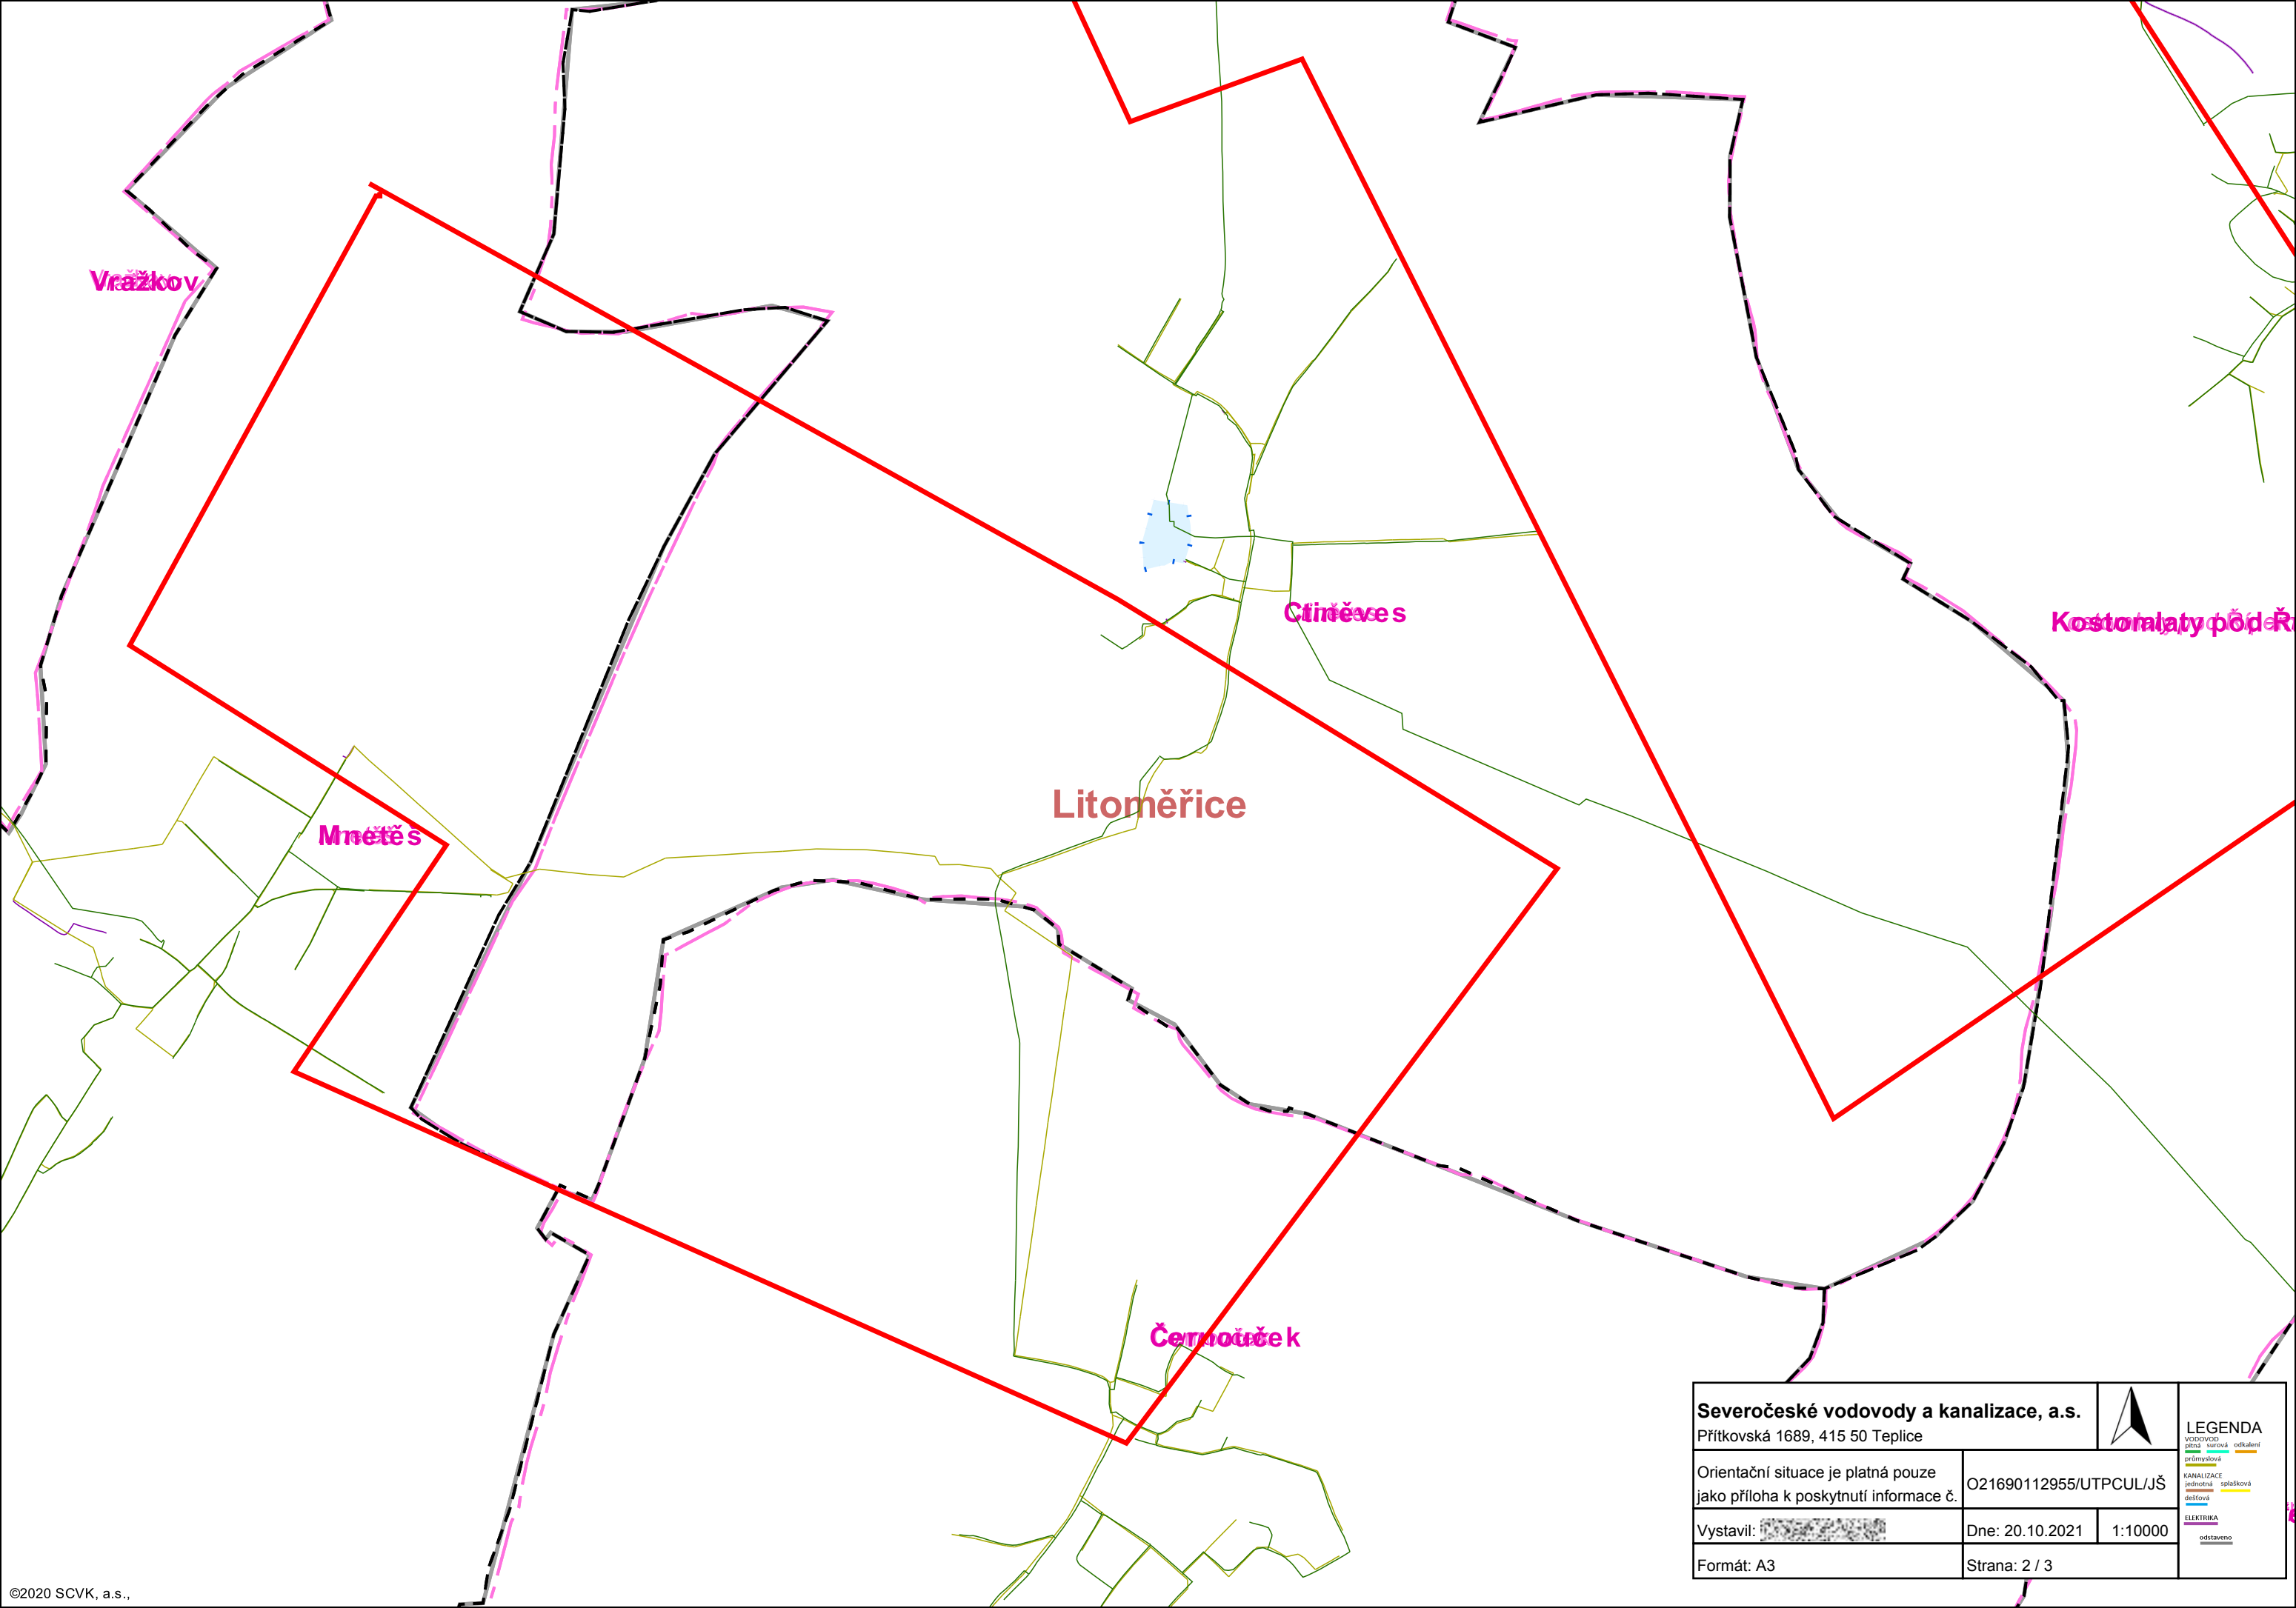 Vražkov
Ctiněves
Kostomlaty pod Ř
Litoměřice
Mnetěš
Černouček
Severočeské vodovody a kanalizace, a.s.
Přítkovská 1689, 415 50 Teplice
Orientační situace je platná pouze
jako příloha k poskytnutí informace č.
O21690112955/UTPCUL/JŠ
Vystavil:
Dne: 20.10.2021
1:10000
Formát: A3
Strana: 2 / 3
LEGENDA
VODOVOD
pitná surová odkalení
průmyslová
KANALIZACE
jednotná splašková
dešťová
ELEKTRIKA
odstaveno
©2020 SCVK, a.s.,